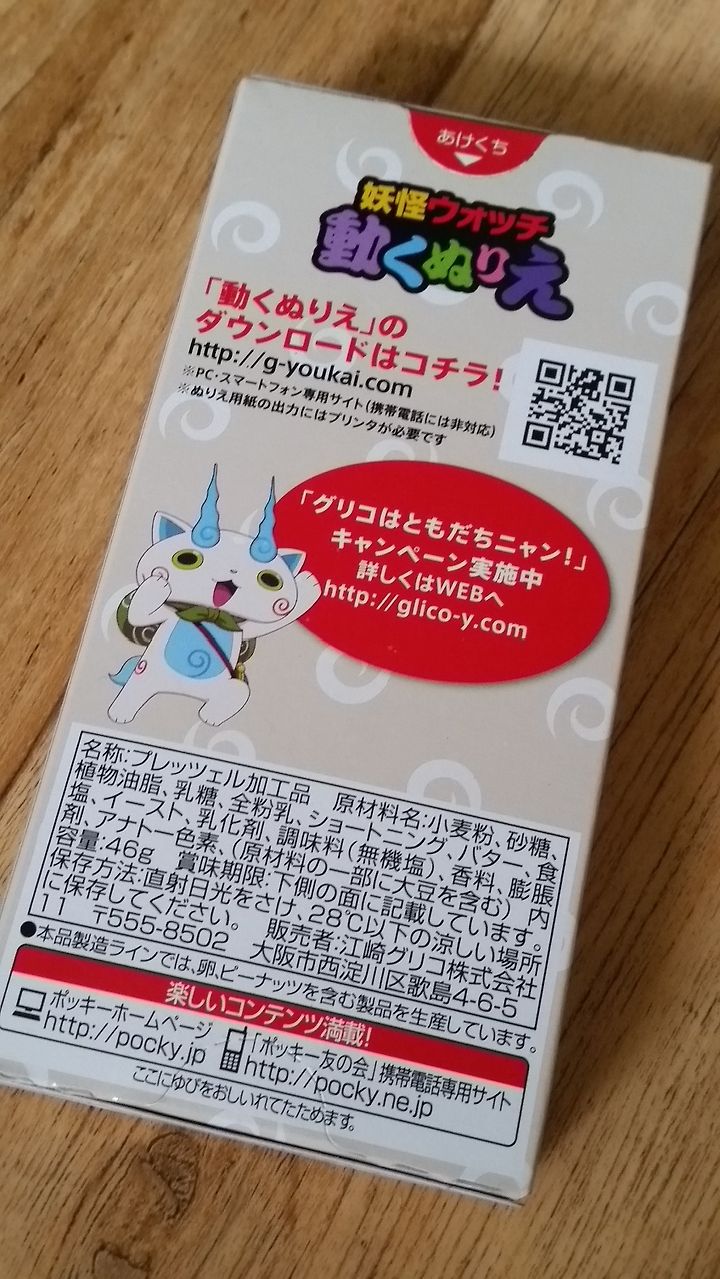 あけくち
妖怪ウォッチ
動くぬりえ
「動くぬりえ」の
ダウンロードはコチラ!
http://g-youkai.com
※PC・スマートフォン専用サイト(携帯電話には非対応)
※ぬりえ用紙の出力にはプリンタが必要です
「グリコはともだちニャン!」
キャンペーン実施中
詳しくはWEBへ
http://glico-y.com
名称:プレッツェル加工品 原材料名:小麦粉、砂糖、
植物油脂、乳糖、全粉乳、ショートニング、バター、食
塩、イースト、乳化剤、調味料(無機塩)、香料、膨脹
剤、アナトー色素、(原材料の一部に大豆を含む) 内
容量:46g 賞味期限:下側の面に記載しています。
保存方法:直射日光をさけ、28℃以下の涼しい場所
に保存してください。 販売者:江崎グリコ株式会社
11 〒555-8502 大阪市西淀川区歌島4-6-5
●本品製造ラインでは、卵、ピーナッツを含む製品を生産しています。
楽しいコンテンツ満載!
ポッキーホームページ
http://pocky.jp
「ポッキー友の会」携帯電話専用サイト
http://pocky.ne.jp
ここにゆびをおしいれてたためます。